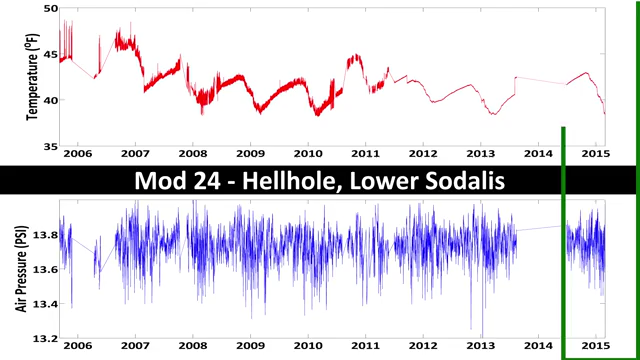 50
45
40
35
Temperature (ºF)
2006 2007 2008 2009 2010 2011 2012 2013 2014 2015
Mod 24 - Hellhole, Lower Sodalis
13.8
13.6
13.4
13.2
Air Pressure (PSI)
2006 2007 2008 2009 2010 2011 2012 2013 2014 2015